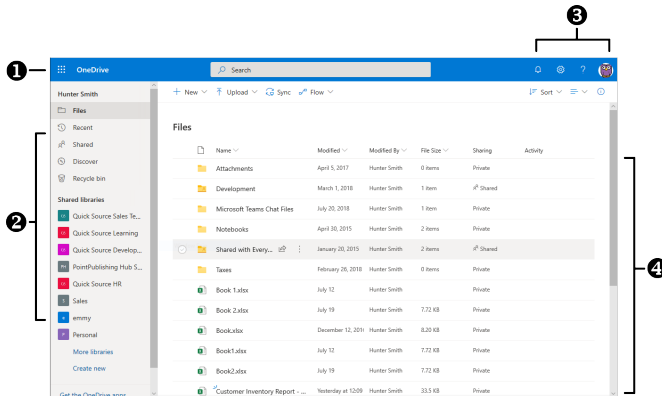 ❸
❶
OneDrive
Search
?
Hunter Smith
Files
Recent
Shared
Discover
Recycle bin
❷
Shared libraries
Quick Source Sales Te...
Quick Source Learning
Quick Source Develop...
PointPublishing Hub S...
Quick Source HR
Sales
emmy
Personal
More libraries
Create new
Get the OneDrive apps
New Upload Sync Flow Sort
Files
Name Modified Modified By File Size Sharing Activity
Attachments April 5, 2017 Hunter Smith 0 items Private
Development March 1, 2018 Hunter Smith 1 item Shared
Microsoft Teams Chat Files July 20, 2018 Hunter Smith 1 item Private
Notebooks April 30, 2015 Hunter Smith 2 items Private
Shared with Every... January 20, 2015 Hunter Smith 2 items Shared
Taxes February 26, 2018 Hunter Smith 0 items Private
Book 1.xlsx July 12 Hunter Smith Private
Book 2.xlsx July 19 Hunter Smith 7.72 KB Private
Book.xlsx December 12, 201 Hunter Smith 8.20 KB Private
Book1.xlsx July 12 Hunter Smith 7.72 KB Private
Book2.xlsx July 19 Hunter Smith 7.72 KB Private
Customer Inventory Report - ... Yesterday at 12:09 Hunter Smith 33.5 KB Private
❹